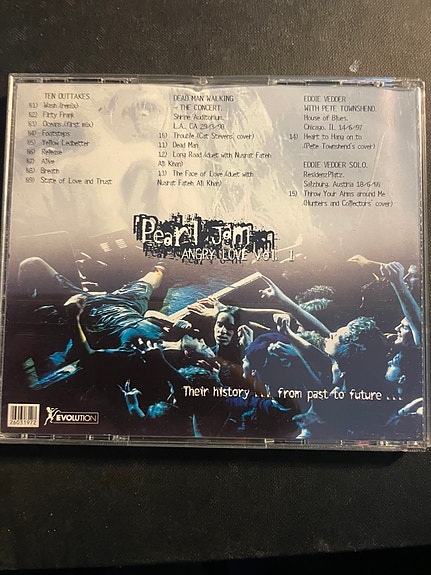 TEN OUTTAKES.
01) Wash (remix)
02) Dirty Frank
03) Oceans (first mix)
04) Footsteps
05) Yellow Ledbetter
06) Release
07) Alive
08) Breath
09) State of Love and Trust
DEAD MAN WALKING
- THE CONCERT.
Shrine Auditorium.
L.A. CA 29-3-98
10) Trouble (Cat Stevens' cover)
11) Dead Man
12) Long Road (duet with Nusrat Fateh
Ali Khan)
13) The Face of Love (duet with
Nusrat Fateh Ali Khan)
EDDIE VEDDER
WITH PETE TOWNSHEND.
House of Blues.
Chicago. IL 14-6-97
14) Heart to Hang on to
(Pete Townshend's cover)
EDDIE VEDDER SOLO.
ResidenzPlatz.
Salzburg. Austria 18-6-96
15) Throw Your Arms around Me
(Hunters and Collectors' cover)
Pearl Jam
ANGRY LOVE Vol. 1
Their history ... from past to future ...
26031972
EVOLUTION